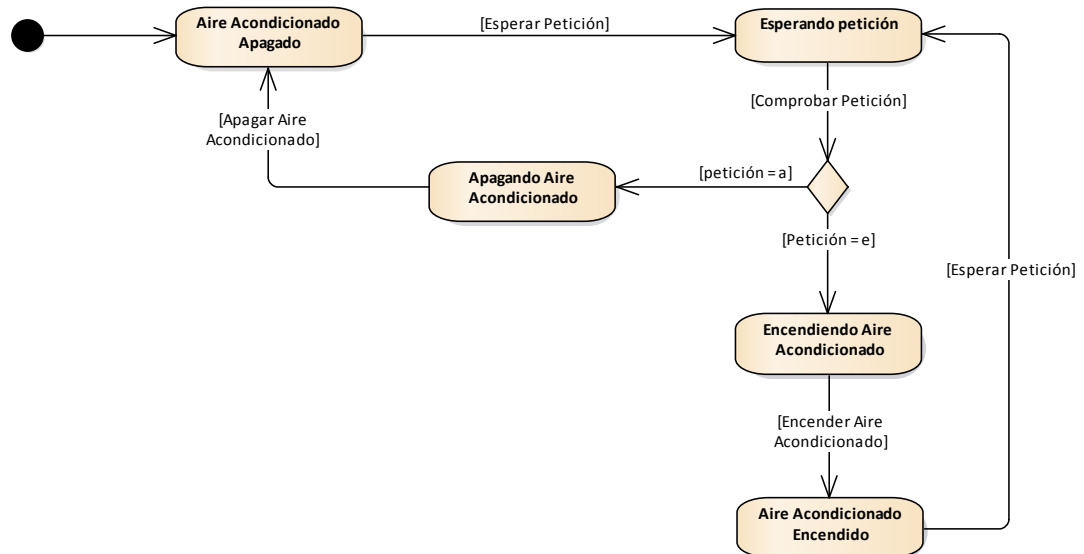 Aire Acondicionado
Apagado
[Esperar Petición]
Esperando petición
[Comprobar Petición]
[Apagar Aire
Acondicionado]
Apagando Aire
Acondicionado
[petición = a]
[Petición = e]
[Esperar Petición]
Encendiendo Aire
Acondicionado
[Encender Aire
Acondicionado]
Aire Acondicionado
Encendido